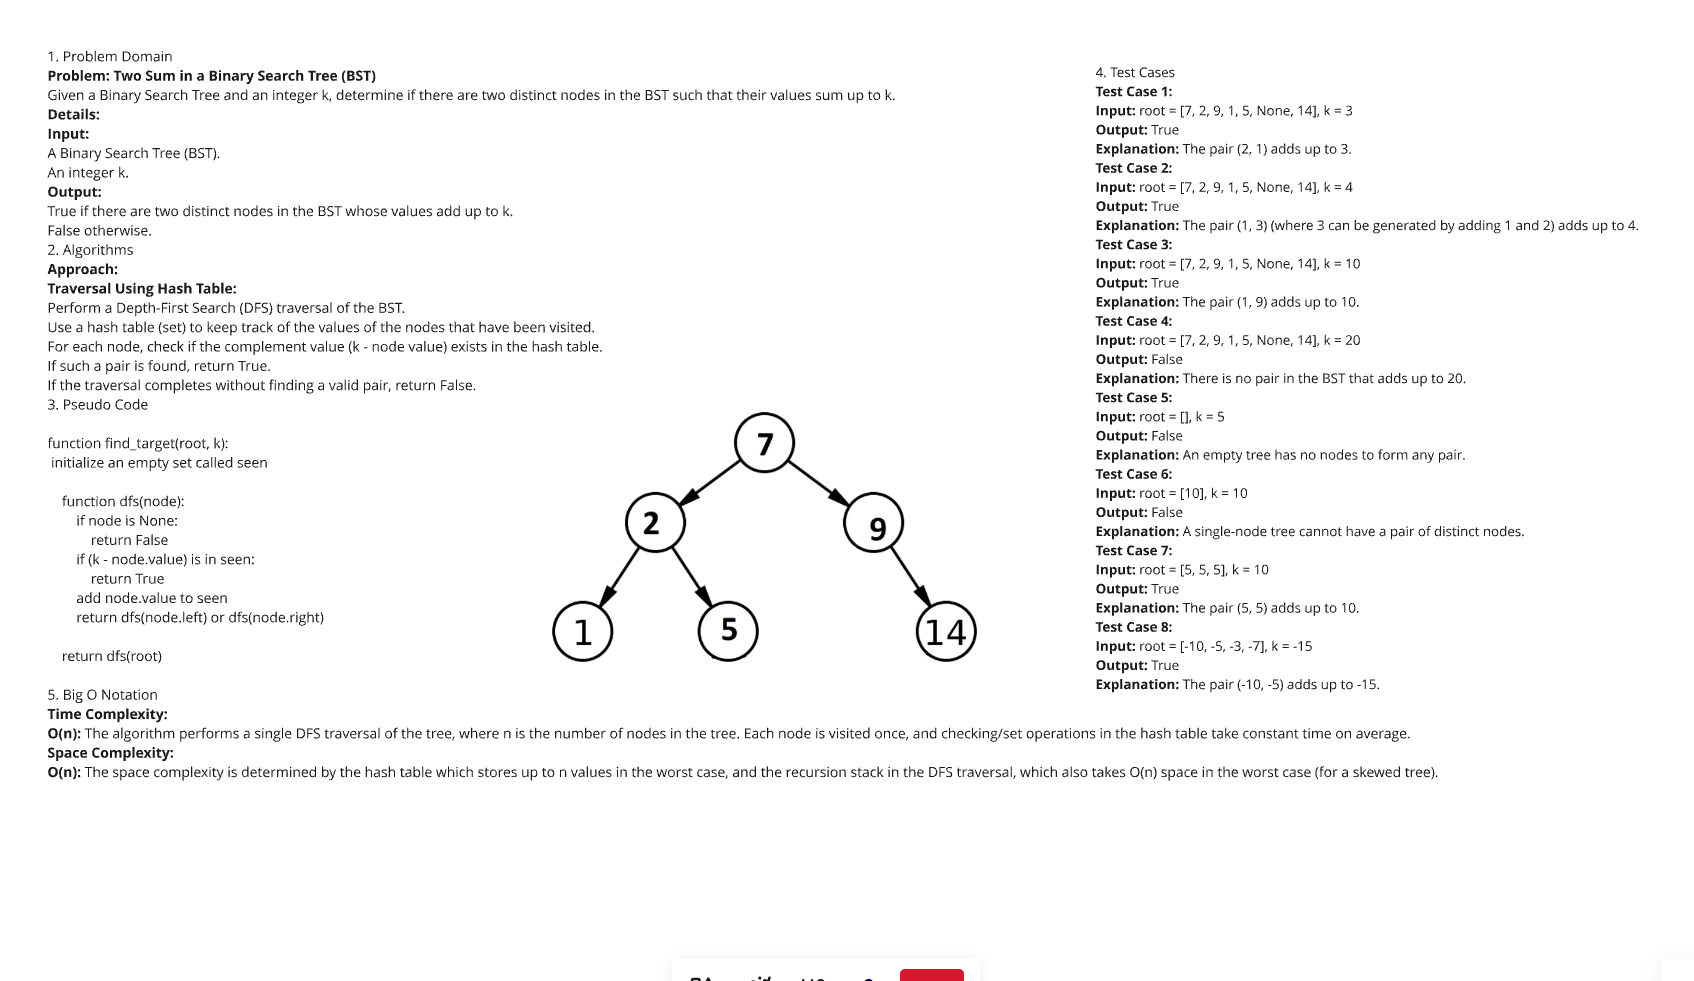 1. Problem Domain
Problem: Two Sum in a Binary Search Tree (BST)
Given a Binary Search Tree and an integer k, determine if there are two distinct nodes in the BST such that their values sum up to k.
Details:
Input:
A Binary Search Tree (BST).
An integer k.
Output:
True if there are two distinct nodes in the BST whose values add up to k.
False otherwise.
2. Algorithms
Approach:
Traversal Using Hash Table:
Perform a Depth-First Search (DFS) traversal of the BST.
Use a hash table (set) to keep track of the values of the nodes that have been visited.
For each node, check if the complement value (k - node value) exists in the hash table.
If such a pair is found, return True.
If the traversal completes without finding a valid pair, return False.
3. Pseudo Code
function find_target(root, k):
initialize an empty set called seen
function dfs(node):
if node is None:
return False
if (k - node.value) is in seen:
return True
add node.value to seen
return dfs(node.left) or dfs(node.right)
return dfs(root)
7
2
9
1
5
14
4. Test Cases
Test Case 1:
Input: root = [7, 2, 9, 1, 5, None, 14], k = 3
Output: True
Explanation: The pair (2, 1) adds up to 3.
Test Case 2:
Input: root = [7, 2, 9, 1, 5, None, 14], k = 4
Output: True
Explanation: The pair (1, 3) (where 3 can be generated by adding 1 and 2) adds up to 4.
Test Case 3:
Input: root = [7, 2, 9, 1, 5, None, 14], k = 10
Output: True
Explanation: The pair (1, 9) adds up to 10.
Test Case 4:
Input: root = [7, 2, 9, 1, 5, None, 14], k = 20
Output: False
Explanation: There is no pair in the BST that adds up to 20.
Test Case 5:
Input: root = [], k = 5
Output: False
Explanation: An empty tree has no nodes to form any pair.
Test Case 6:
Input: root = [10], k = 10
Output: False
Explanation: A single-node tree cannot have a pair of distinct nodes.
Test Case 7:
Input: root = [5, 5, 5], k = 10
Output: True
Explanation: The pair (5, 5) adds up to 10.
Test Case 8:
Input: root = [-10, -5, -3, -7], k = -15
Output: True
Explanation: The pair (-10, -5) adds up to -15.
5. Big O Notation
Time Complexity:
O(n): The algorithm performs a single DFS traversal of the tree, where n is the number of nodes in the tree. Each node is visited once, and checking/set operations in the hash table take constant time on average.
Space Complexity:
O(n): The space complexity is determined by the hash table which stores up to n values in the worst case, and the recursion stack in the DFS traversal, which also takes O(n) space in the worst case (for a skewed tree).